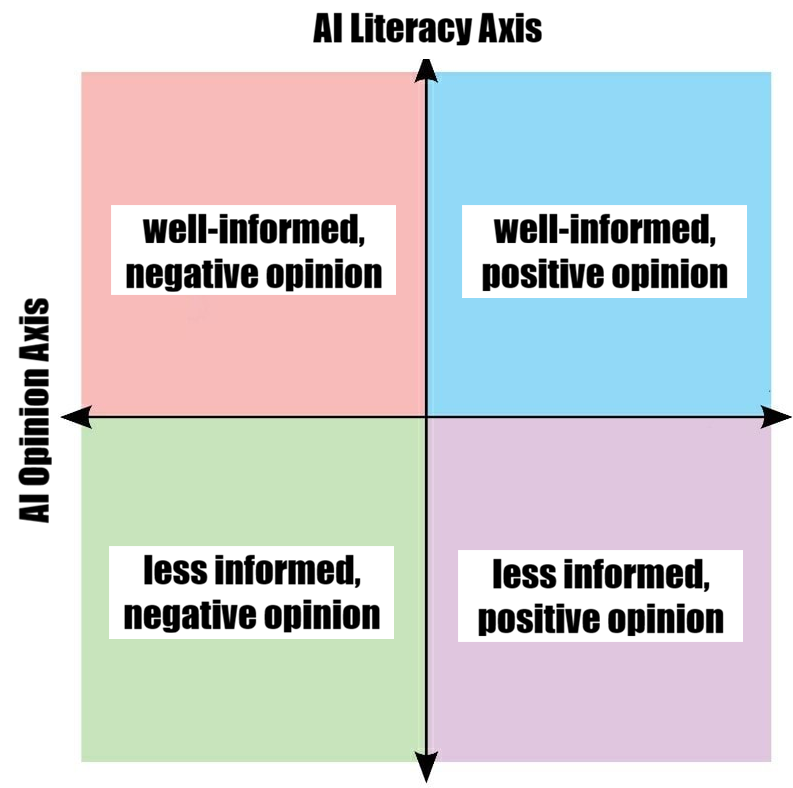 AI Literacy Axis
well-informed,
negative opinion
well-informed,
positive opinion
AI Opinion Axis
less informed,
negative opinion
less informed,
positive opinion